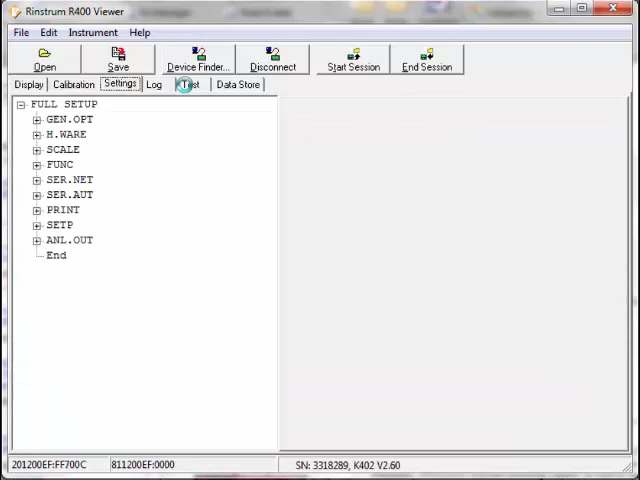 Rinstrum R400 Viewer
File Edit Instrument Help
Open Save Device Finder... Disconnect Start Session End Session
Display Calibration Settings Log Test Data Store
FULL SETUP
GEN.OPT
H.WARE
SCALE
FUNC
SER.NET
SER.AUT
PRINT
SETP
ANL.OUT
End
201200EF:FF700C 811200EF:0000 SN: 3318289, K402 V2.60